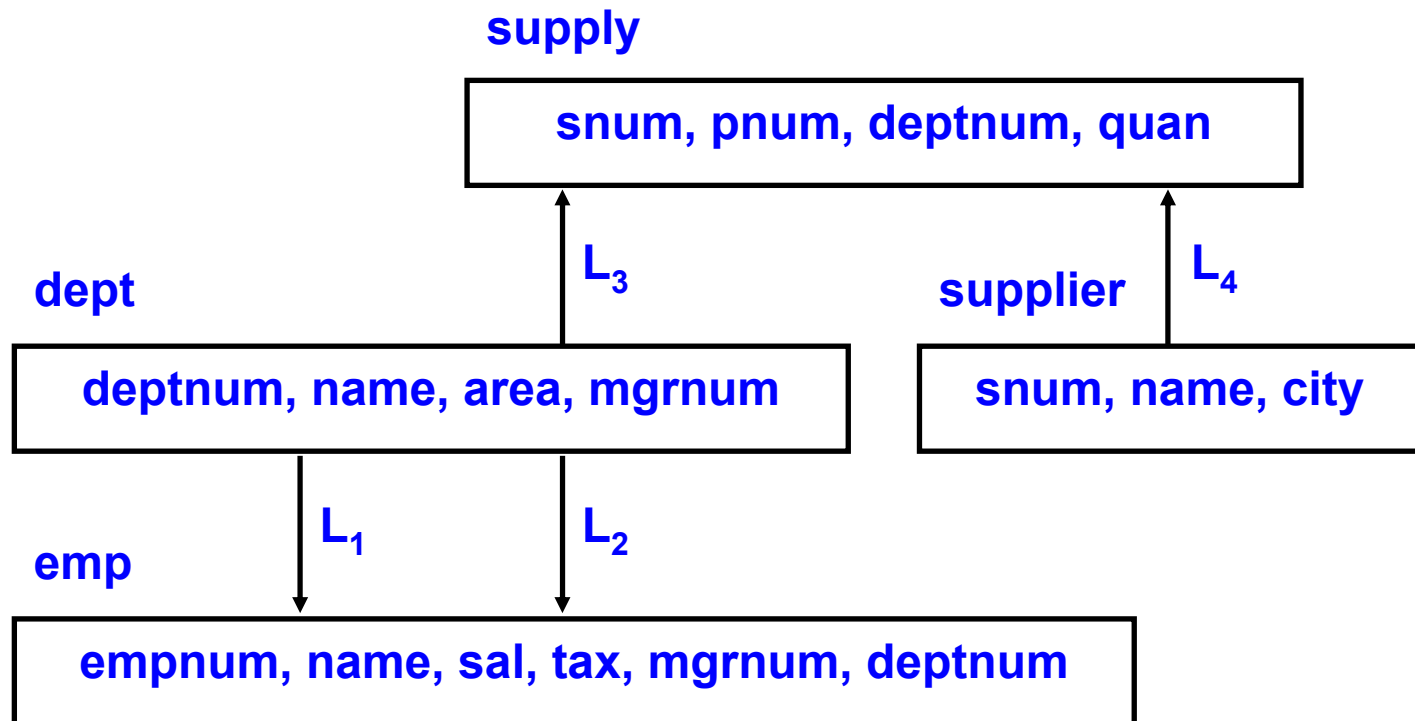 supply
snum, pnum, deptnum, quan
L₃
L₄
dept
supplier
deptnum, name, area, mgrnum
snum, name, city
L₁
L₂
emp
empnum, name, sal, tax, mgrnum, deptnum